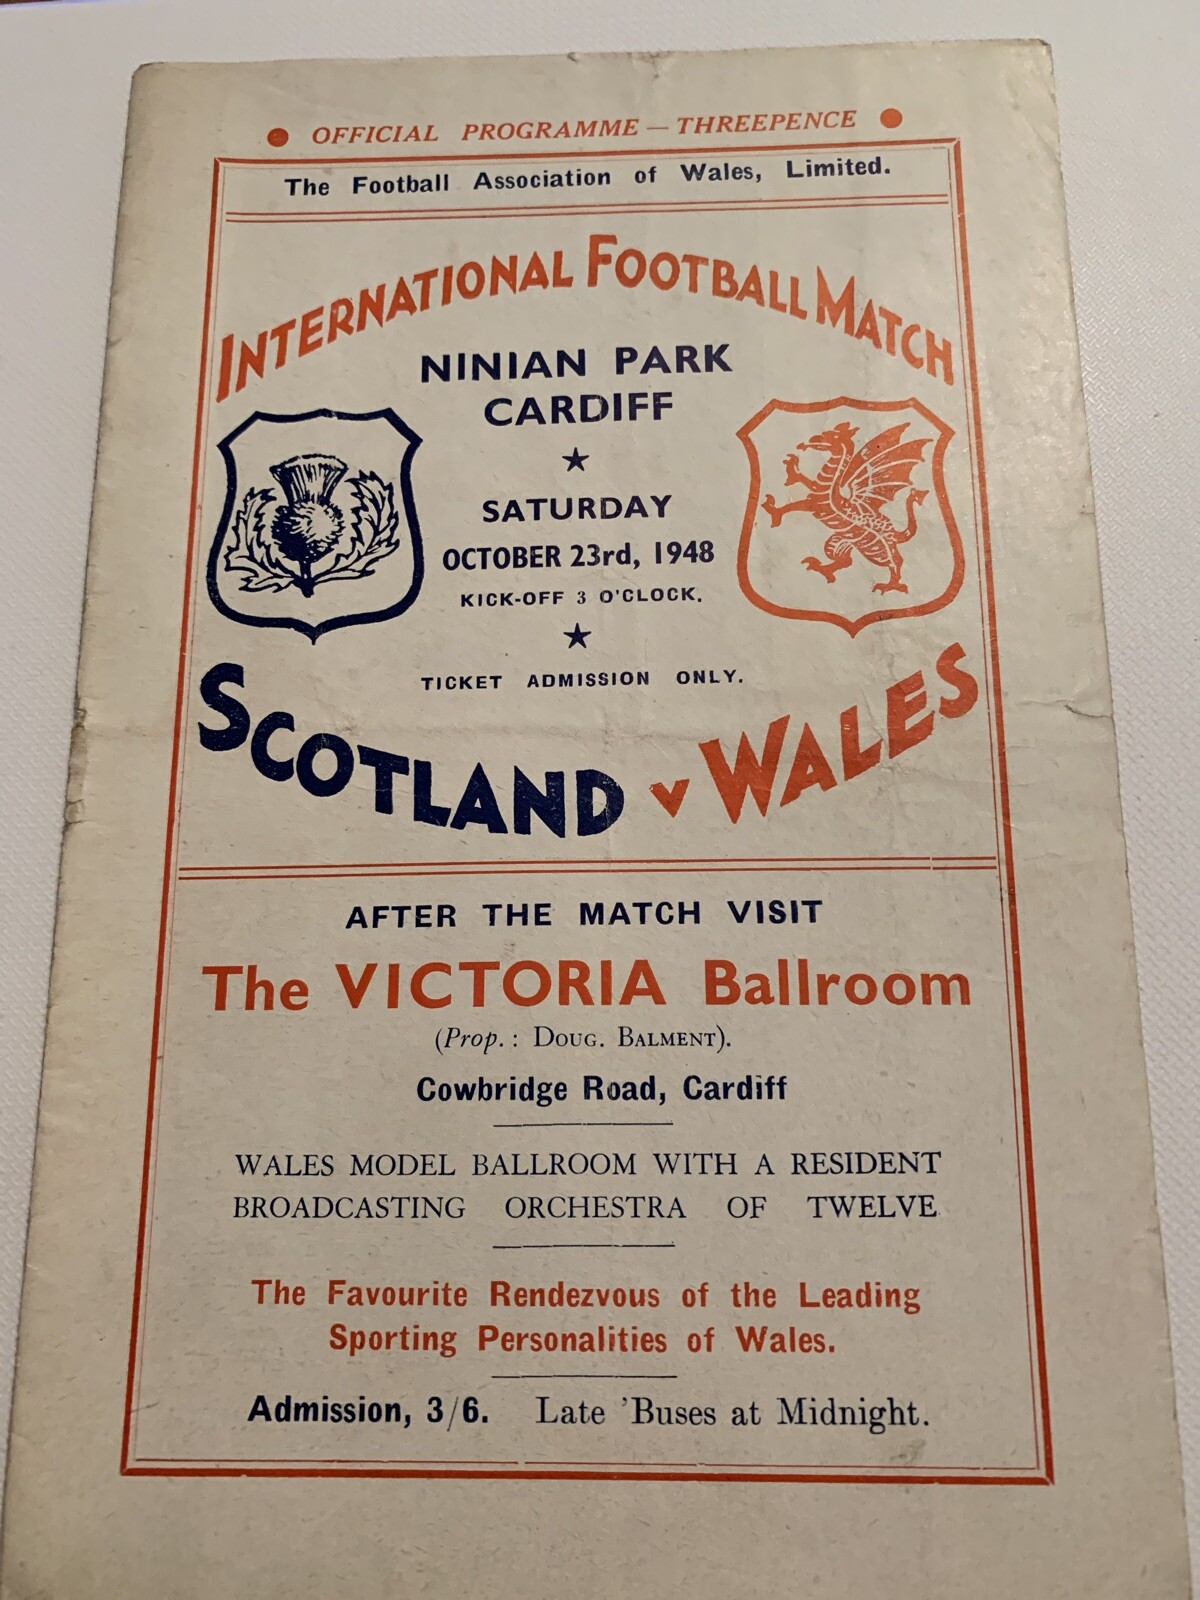 OFFICIAL PROGRAMME — THREEPENCE
The Football Association of Wales, Limited.
INTERNATIONAL FOOTBALL MATCH
NINIAN PARK
CARDIFF
SATURDAY
OCTOBER 23rd, 1948
KICK-OFF 3 O'CLOCK.
TICKET ADMISSION ONLY.
SCOTLAND v WALES
AFTER THE MATCH VISIT
The VICTORIA Ballroom
(Prop.: DOUG. BALMENT).
Cowbridge Road, Cardiff
WALES MODEL BALLROOM WITH A RESIDENT
BROADCASTING ORCHESTRA OF TWELVE
The Favourite Rendezvous of the Leading
Sporting Personalities of Wales.
Admission, 3/6. Late 'Buses at Midnight.